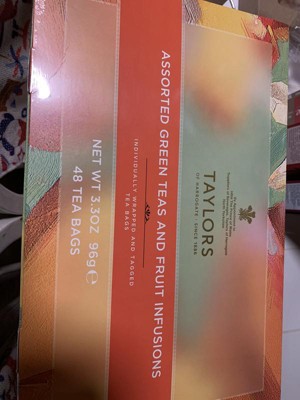 TAYLORS
OF HARROGATE · SINCE 1886
ASSORTED GREEN TEAS AND FRUIT INFUSIONS
INDIVIDUALLY WRAPPED AND TAGGED
TEA BAGS
NET WT 3.3OZ 96g ℮
48 TEA BAGS